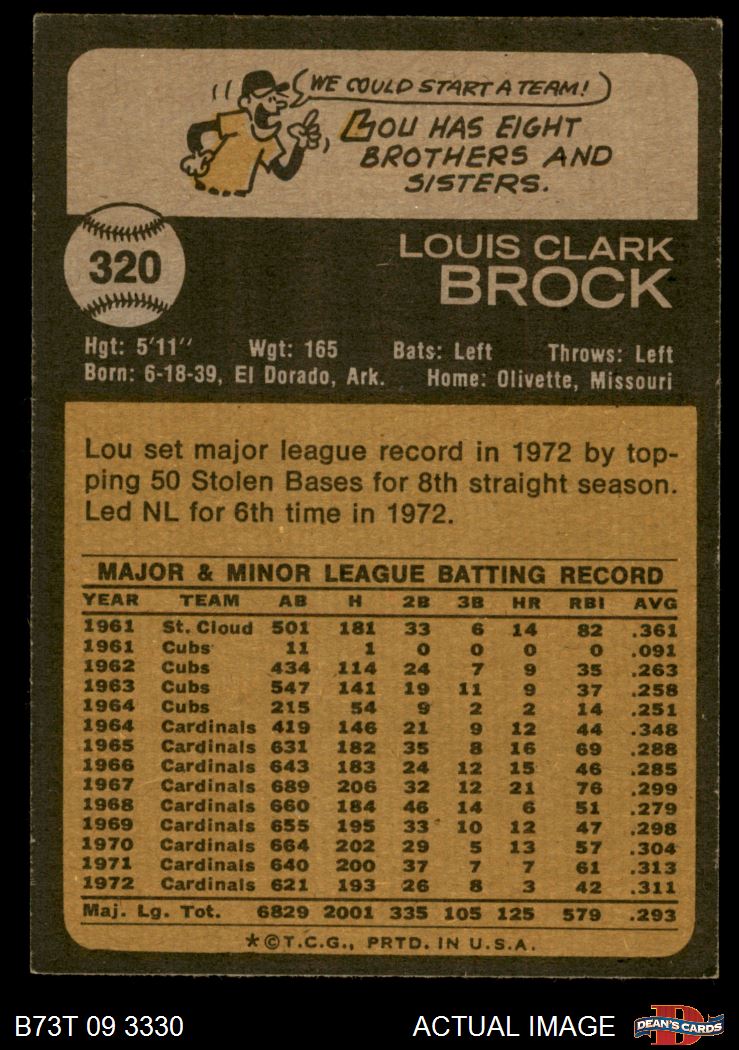 WE COULD START A TEAM!
LOU HAS EIGHT
BROTHERS AND
SISTERS.
320
LOUIS CLARK
BROCK
Hgt: 5'11" Wgt: 165 Bats: Left Throws: Left
Born: 6-18-39, El Dorado, Ark. Home: Olivette, Missouri
Lou set major league record in 1972 by top-
ping 50 Stolen Bases for 8th straight season.
Led NL for 6th time in 1972.
MAJOR & MINOR LEAGUE BATTING RECORD
YEAR TEAM AB H 2B 3B HR RBI AVG
1961 St. Cloud 501 181 33 6 14 82 .361
1961 Cubs 11 1 0 0 0 0 .091
1962 Cubs 434 114 24 7 9 35 .263
1963 Cubs 547 141 19 11 9 37 .258
1964 Cubs 215 54 9 2 2 14 .251
1964 Cardinals 419 146 21 9 12 44 .348
1965 Cardinals 631 182 35 8 16 69 .288
1966 Cardinals 643 183 24 12 15 46 .285
1967 Cardinals 689 206 32 12 21 76 .299
1968 Cardinals 660 184 46 14 6 51 .279
1969 Cardinals 655 195 33 10 12 47 .298
1970 Cardinals 664 202 29 5 13 57 .304
1971 Cardinals 640 200 37 7 7 61 .313
1972 Cardinals 621 193 26 8 3 42 .311
Maj. Lg. Tot. 6829 2001 335 105 125 579 .293
*©T.C.G., PRTD. IN U.S.A.
B73T 09 3330 ACTUAL IMAGE D DEAN'S CARDS